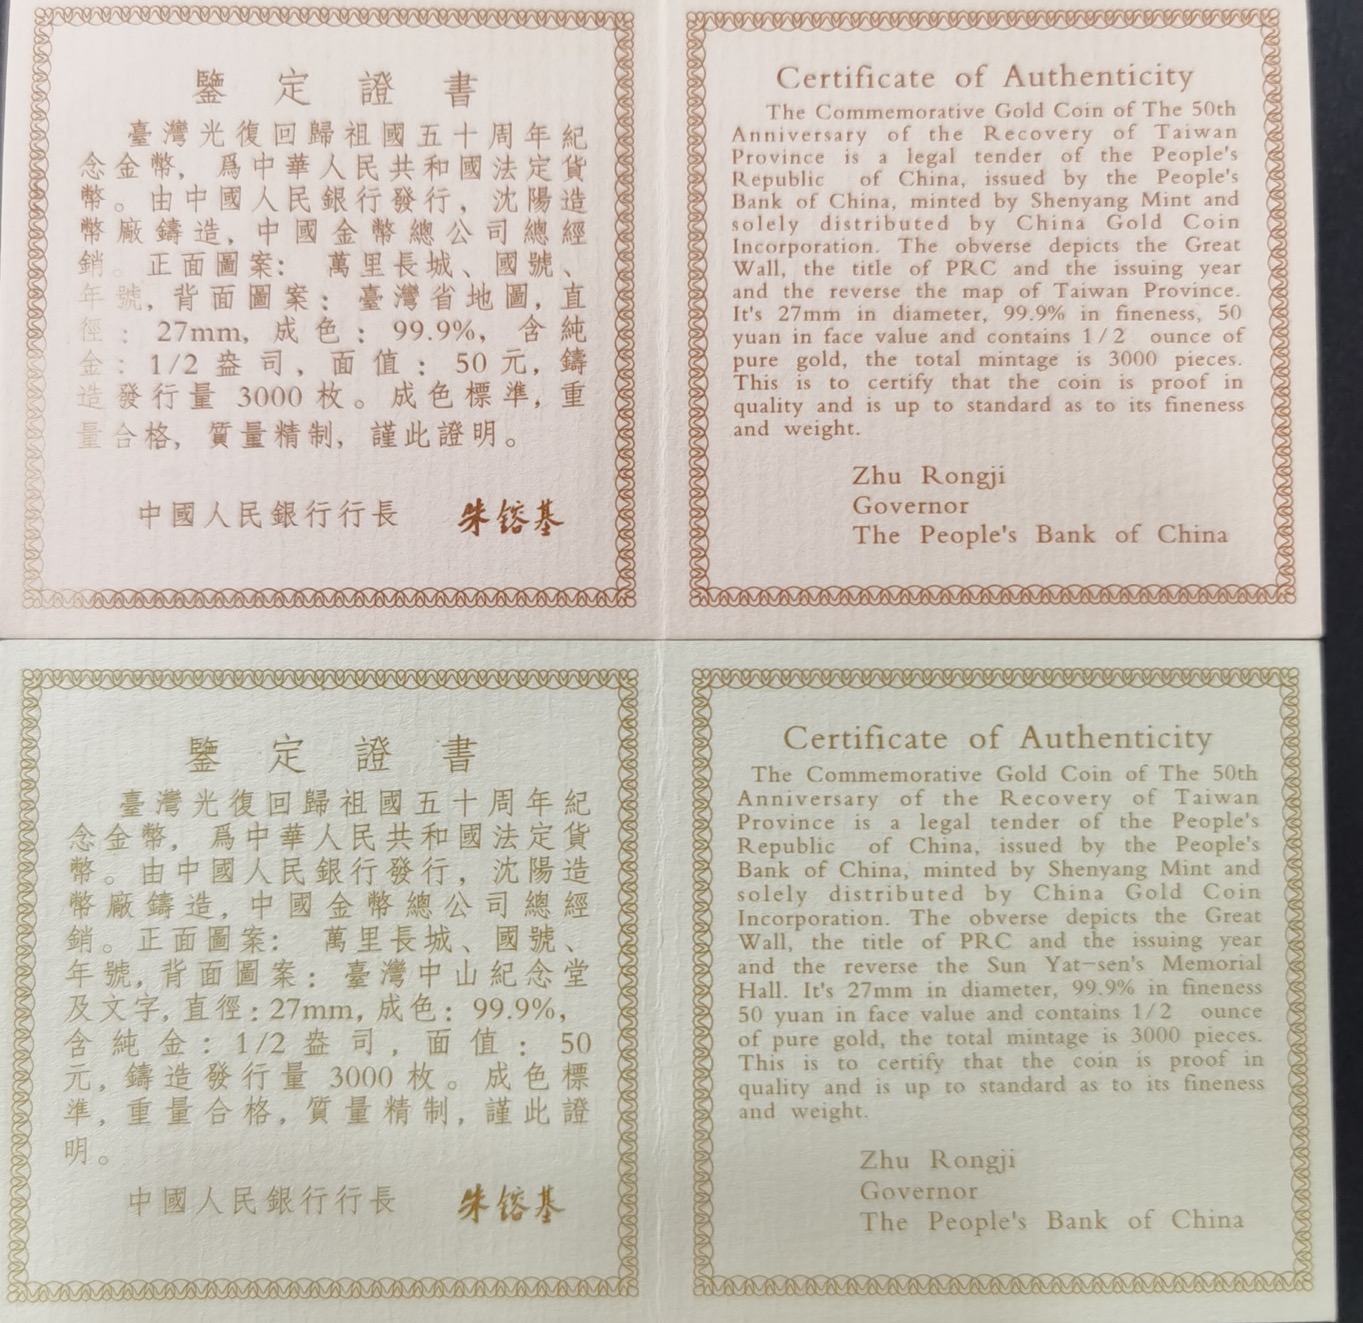 鑒定證書
臺灣光復回歸祖國五十周年紀
念金幣，爲中華人民共和國法定貨
幣。由中國人民銀行發行，沈陽造
幣廠鑄造，中國金幣總公司總經
銷。正面圖案：萬里長城、國號、
年號，背面圖案：臺灣省地圖，直
徑：27mm，成色：99.9%，含純
金：1/2盎司，面值：50元，鑄
造發行量3000枚。成色標準，重
量合格，質量精制，謹此證明。
中國人民銀行行長 朱镕基
Certificate of Authenticity
The Commemorative Gold Coin of The 50th
Anniversary of the Recovery of Taiwan
Province is a legal tender of the People's
Republic of China, issued by the People's
Bank of China, minted by Shenyang Mint and
solely distributed by China Gold Coin
Incorporation. The obverse depicts the Great
Wall, the title of PRC and the issuing year
and the reverse the map of Taiwan Province.
It's 27mm in diameter, 99.9% in fineness, 50
yuan in face value and contains 1/2 ounce of
pure gold, the total mintage is 3000 pieces.
This is to certify that the coin is proof in
quality and is up to standard as to its fineness
and weight.
Zhu Rongji
Governor
The People's Bank of China
鑒定證書
臺灣光復回歸祖國五十周年紀
念金幣，爲中華人民共和國法定貨
幣。由中國人民銀行發行，沈陽造
幣廠鑄造，中國金幣總公司總經
銷。正面圖案：萬里長城、國號、
年號，背面圖案：臺灣中山紀念堂
及文字，直徑：27mm，成色：99.9%，
含純金：1/2盎司，面值：50
元，鑄造發行量3000枚。成色標
準，重量合格，質量精制，謹此證
明。
中國人民銀行行長 朱镕基
Certificate of Authenticity
The Commemorative Gold Coin of The 50th
Anniversary of the Recovery of Taiwan
Province is a legal tender of the People's
Republic of China, issued by the People's
Bank of China, minted by Shenyang Mint and
solely distributed by China Gold Coin
Incorporation. The obverse depicts the Great
Wall, the title of PRC and the issuing year
and the reverse the Sun Yat-sen's Memorial
Hall. It's 27mm in diameter, 99.9% in fineness
50 yuan in face value and contains 1/2 ounce
of pure gold, the total mintage is 3000 pieces.
This is to certify that the coin is proof in
quality and is up to standard as to its fineness
and weight.
Zhu Rongji
Governor
The People's Bank of China